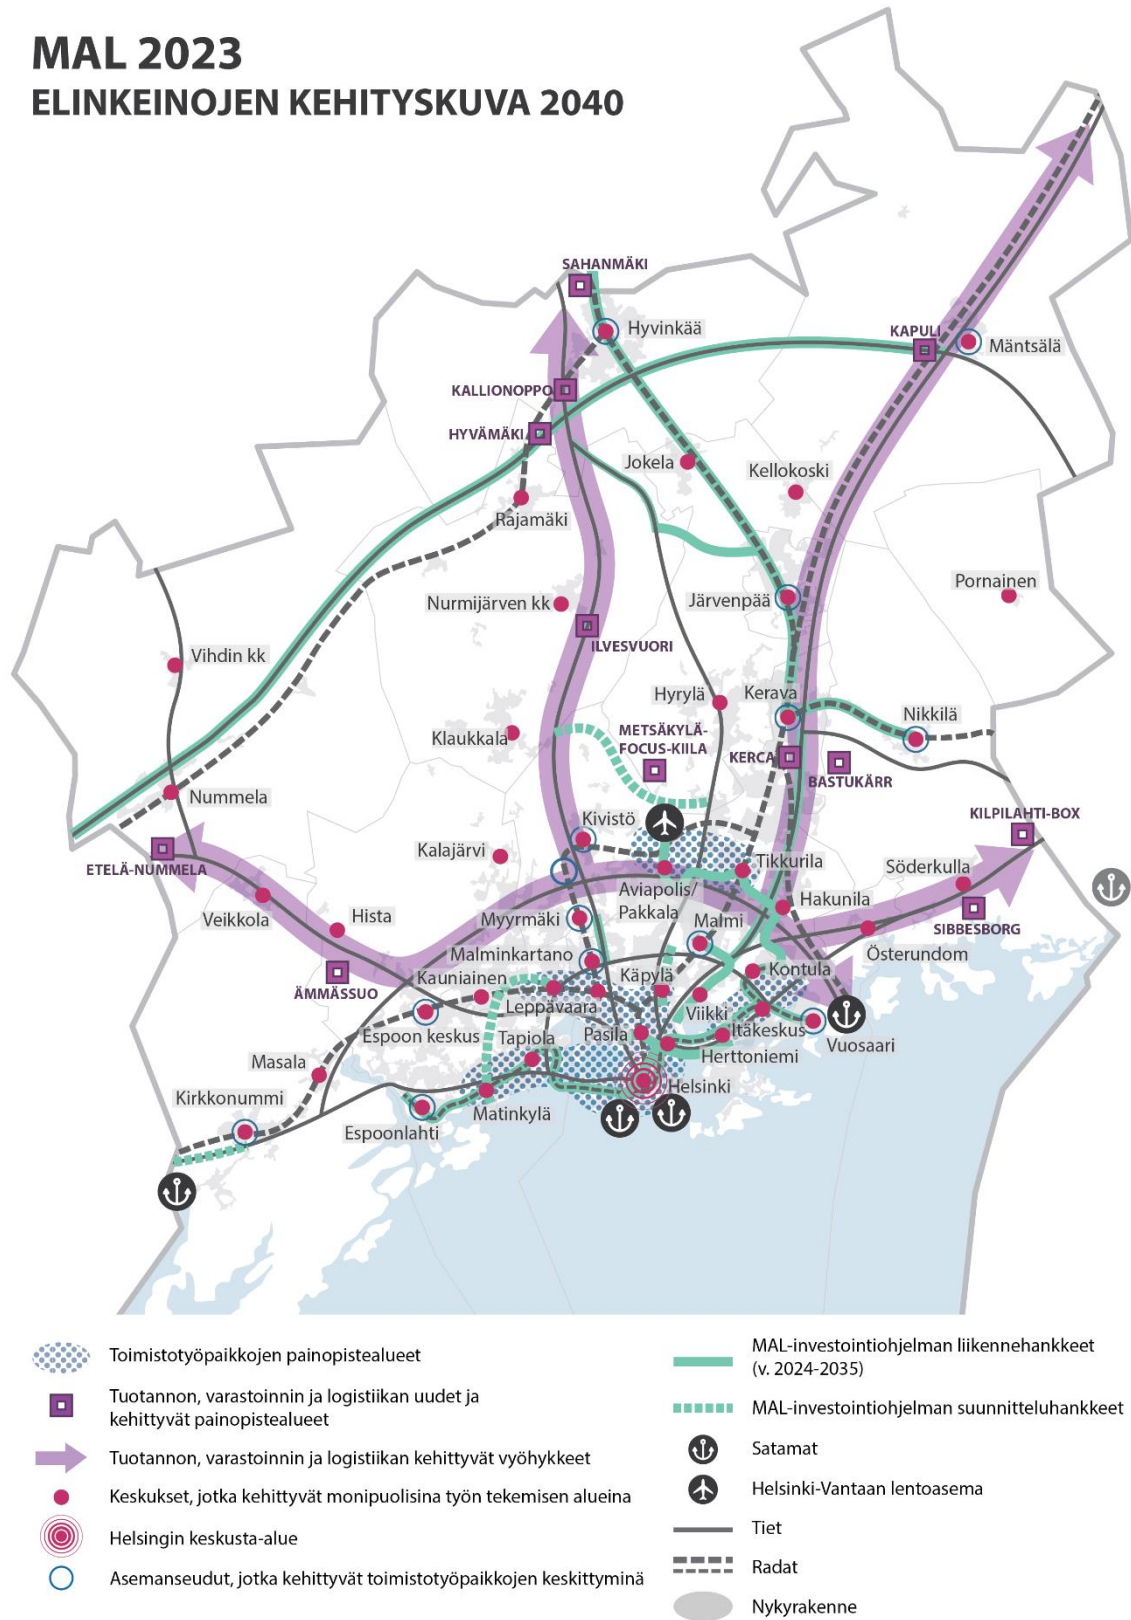 MAL 2023
ELINKEINOJEN KEHITYSKUVA 2040
SAHANMÄKI
Hyvinkää
KAPULI
Mäntsälä
KALLIONOPPO
HYVÄMÄKI
Jokela
Kellokoski
Rajamäki
Pornainen
Järvenpää
Nurmijärven kk
ILVESVUORI
Vihdin kk
Hyrylä
Kerava
Nikkilä
Klaukkala
METSÄKYLÄ-
FOCUS-KIILA
KERCA
BASTUKÄRR
Nummela
KILPILAHTI-BOX
Kivistö
ETELÄ-NUMMELA
Kalajärvi
Tikkurila
Söderkulla
Aviapolis/
Pakkala
Hakunila
Veikkola
Hista
Myyrmäki
Malmi
SIBBESBORG
Österundom
Malminkartano
Kontula
Kauniainen
Käpylä
ÄMMÄSSUO
Leppävaara
Viikki
Itäkeskus
Espoon keskus
Tapiola
Pasila
Vuosaari
Herttoniemi
Masala
Helsinki
Kirkkonummi
Matinkylä
Espoonlahti
Toimistotyöpaikkojen painopistealueet
Tuotannon, varastoinnin ja logistiikan uudet ja
kehittyvät painopistealueet
Tuotannon, varastoinnin ja logistiikan kehittyvät vyöhykkeet
Keskukset, jotka kehittyvät monipuolisina työn tekemisen alueina
Helsingin keskusta-alue
Asemanseudut, jotka kehittyvät toimistotyöpaikkojen keskittyminä
MAL-investointiohjelman liikennehankkeet
(v. 2024-2035)
MAL-investointiohjelman suunnitteluhankkeet
Satamat
Helsinki-Vantaan lentoasema
Tiet
Radat
Nykyrakenne